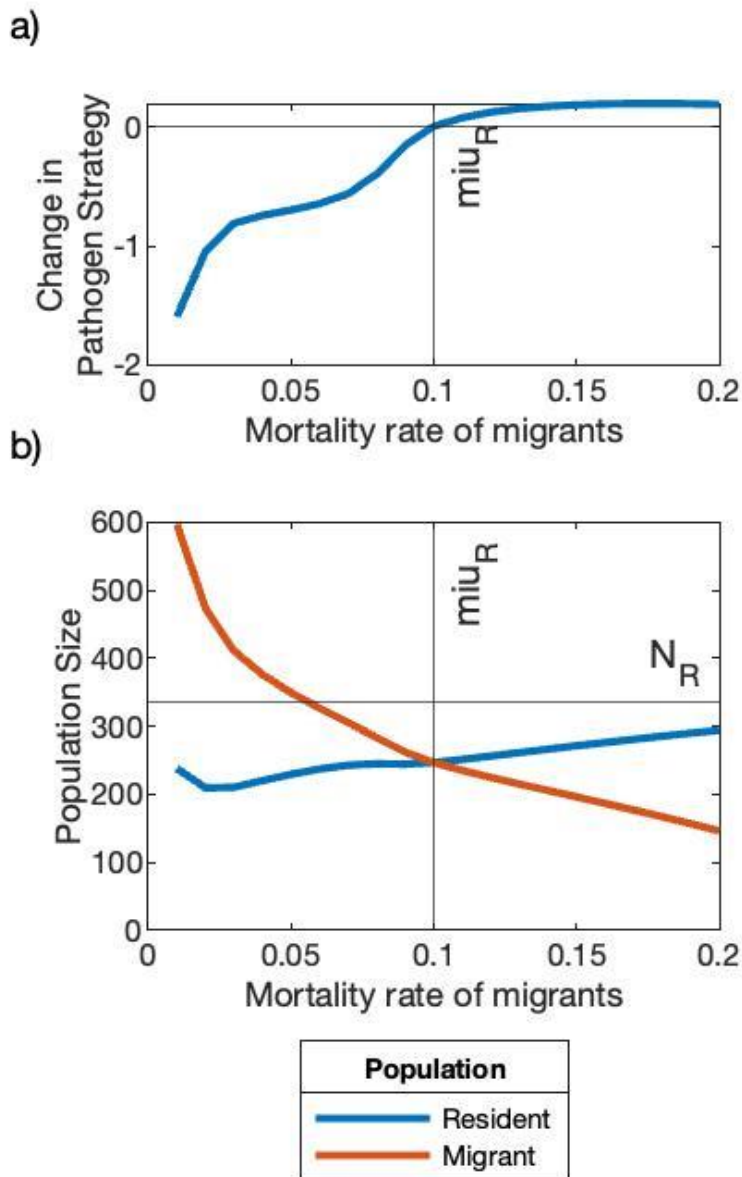 a)
Change in
Pathogen Strategy
0
-1
-2
miu_R
0 0.05 0.1 0.15 0.2
Mortality rate of migrants
b)
Population Size
600
500
400
300
200
100
0
miu_R
N_R
0 0.05 0.1 0.15 0.2
Mortality rate of migrants
Population
Resident
Migrant